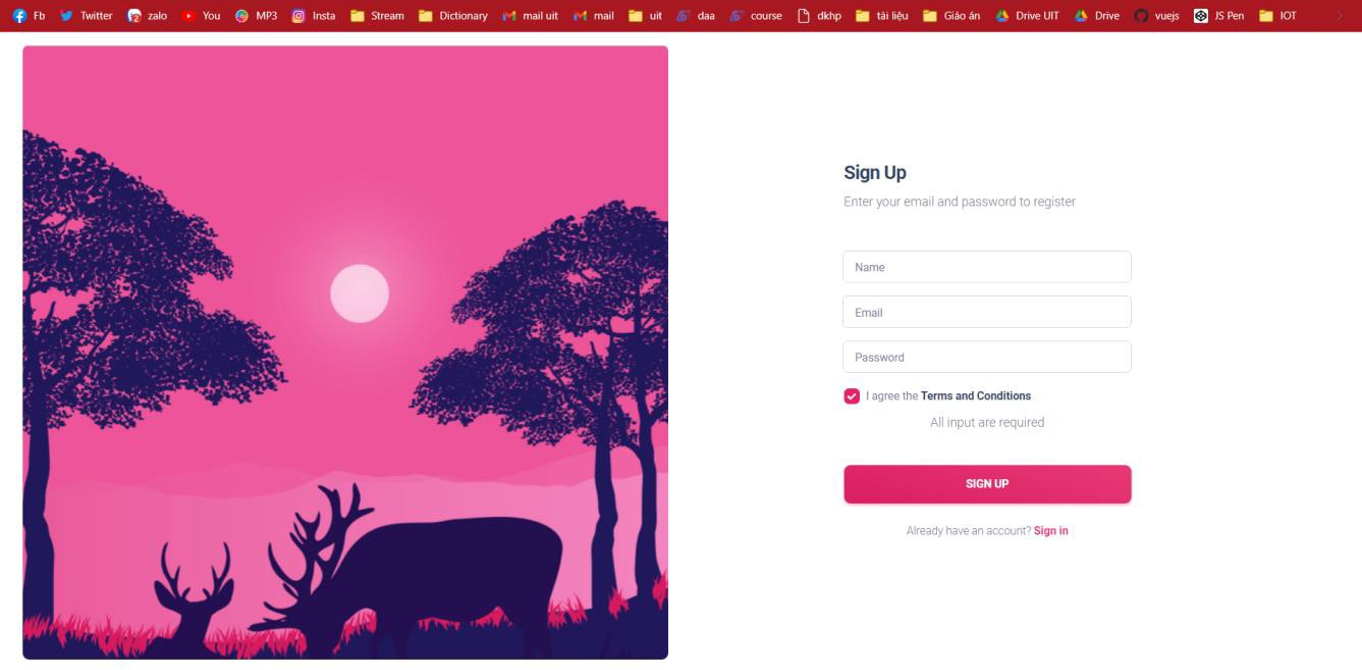 Fb Twitter zalo You MP3 Insta Stream Dictionary mail uit mail uit daa course dkhp tài liệu Giáo án Drive UIT Drive vuejs JS Pen IOT
Sign Up
Enter your email and password to register
Name
Email
Password
I agree the Terms and Conditions
All input are required
SIGN UP
Already have an account? Sign in